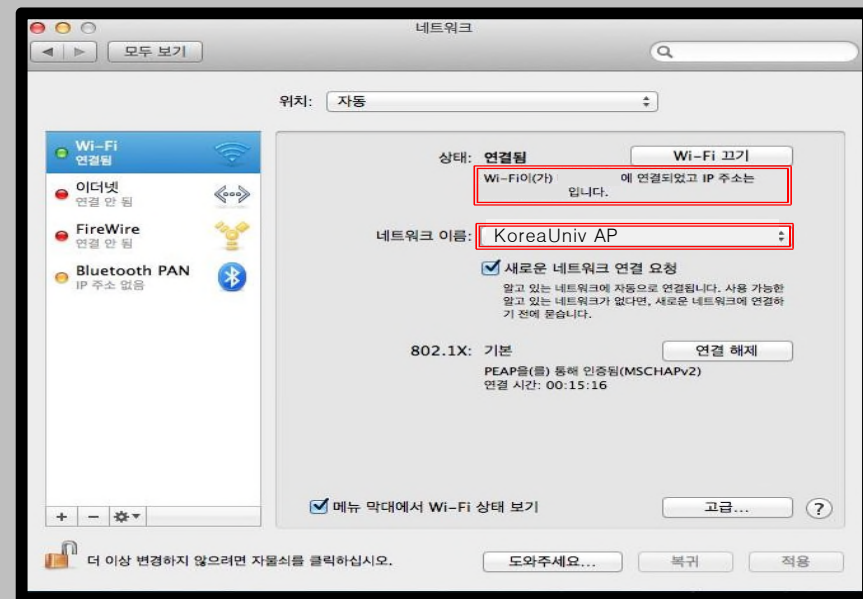 네트워크
모두 보기
위치: 자동
Wi-Fi
연결됨
이더넷
연결 안 됨
FireWire
연결 안 됨
Bluetooth PAN
IP 주소 없음
상태: 연결됨 Wi-Fi 끄기
Wi-Fi이(가) 에 연결되었고 IP 주소는
입니다.
네트워크 이름: KoreaUniv AP
새로운 네트워크 연결 요청
알고 있는 네트워크에 자동으로 연결됩니다. 사용 가능한
알고 있는 네트워크가 없다면, 새로운 네트워크에 연결하
기 전에 묻습니다.
802.1X: 기본 연결 해제
PEAP을(를) 통해 인증됨(MSCHAPv2)
연결 시간: 00:15:16
메뉴 막대에서 Wi-Fi 상태 보기 고급... ?
더 이상 변경하지 않으려면 자물쇠를 클릭하십시오. 도와주세요... 복귀 적용